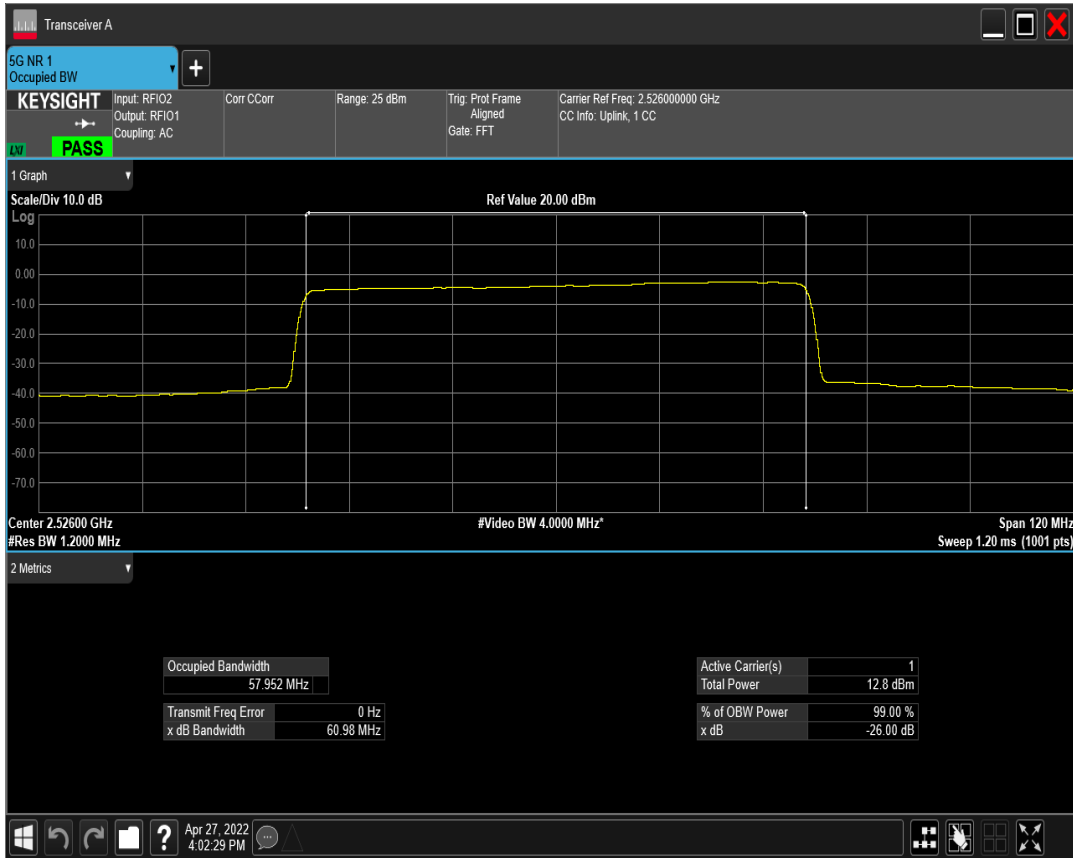 Transceiver A
5G NR 1
Occupied BW
KEYSIGHT
LXI
PASS
Input: RFIO2
Output: RFIO1
Coupling: AC
Corr CCorr
Range: 25 dBm
Trig: Prot Frame
Aligned
Gate: FFT
Carrier Ref Freq: 2.526000000 GHz
CC Info: Uplink, 1 CC
1 Graph
Scale/Div 10.0 dB
Ref Value 20.00 dBm
Log
10.0
0.00
-10.0
-20.0
-30.0
-40.0
-50.0
-60.0
-70.0
Center 2.52600 GHz
#Video BW 4.0000 MHz*
Span 120 MHz
#Res BW 1.2000 MHz
Sweep 1.20 ms (1001 pts)
2 Metrics
Occupied Bandwidth
57.952 MHz
Transmit Freq Error 0 Hz
x dB Bandwidth 60.98 MHz
Active Carrier(s) 1
Total Power 12.8 dBm
% of OBW Power 99.00 %
x dB -26.00 dB
?
Apr 27, 2022
4:02:29 PM